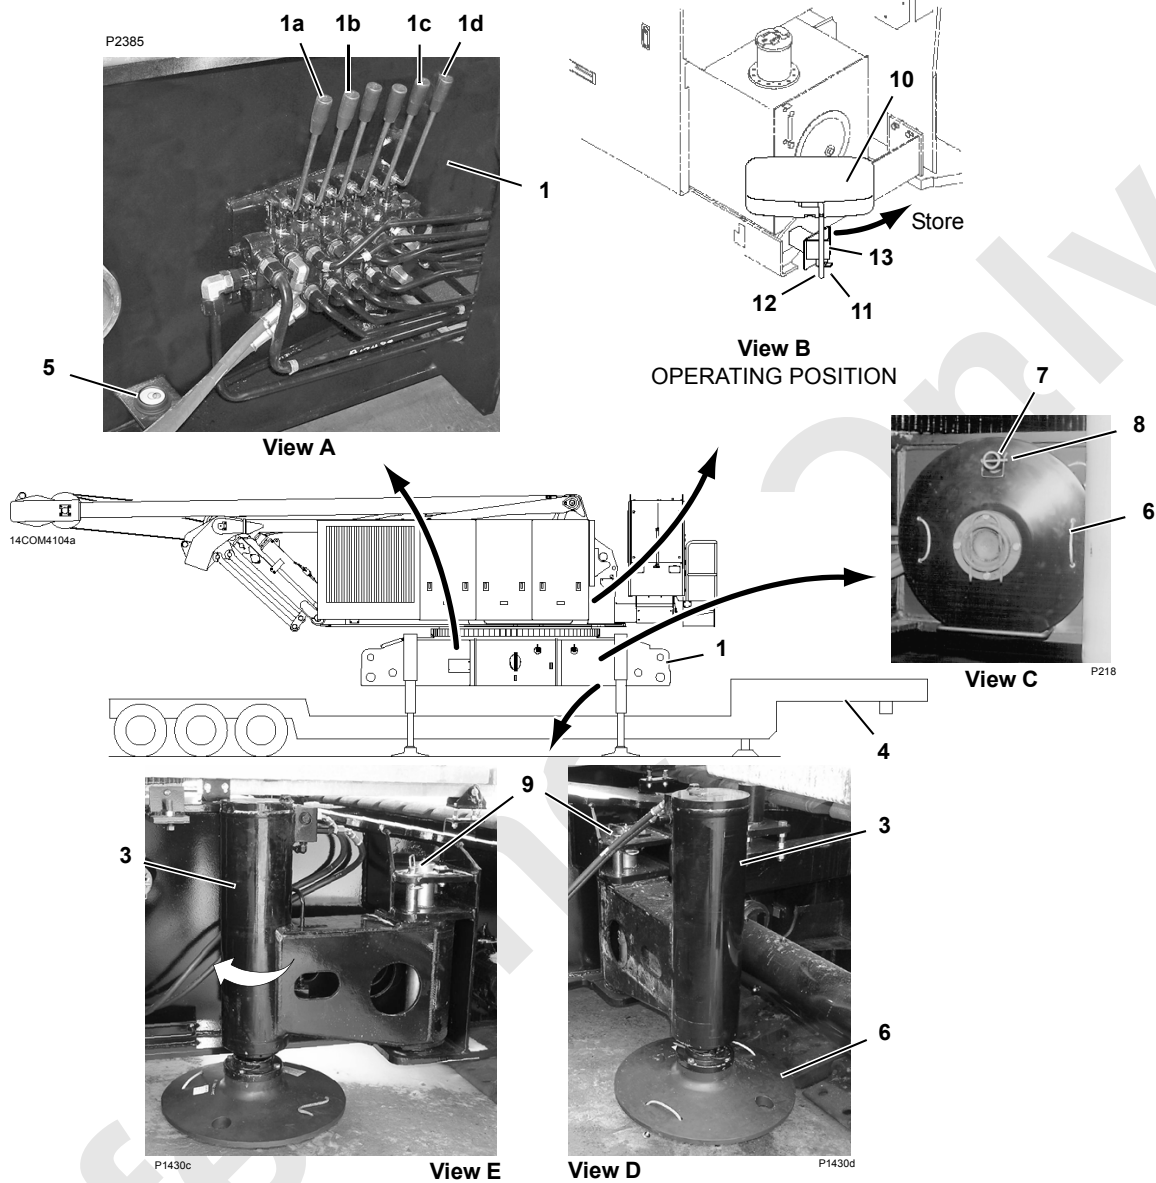 P2385
1a 1b 1c 1d
1
5
View A
10
Store
13
12 11
View B
OPERATING POSITION
7
8
6
View C
P218
14COM4104a
1
4
9
3
3
6
P1430c
View E
View D
P1430d